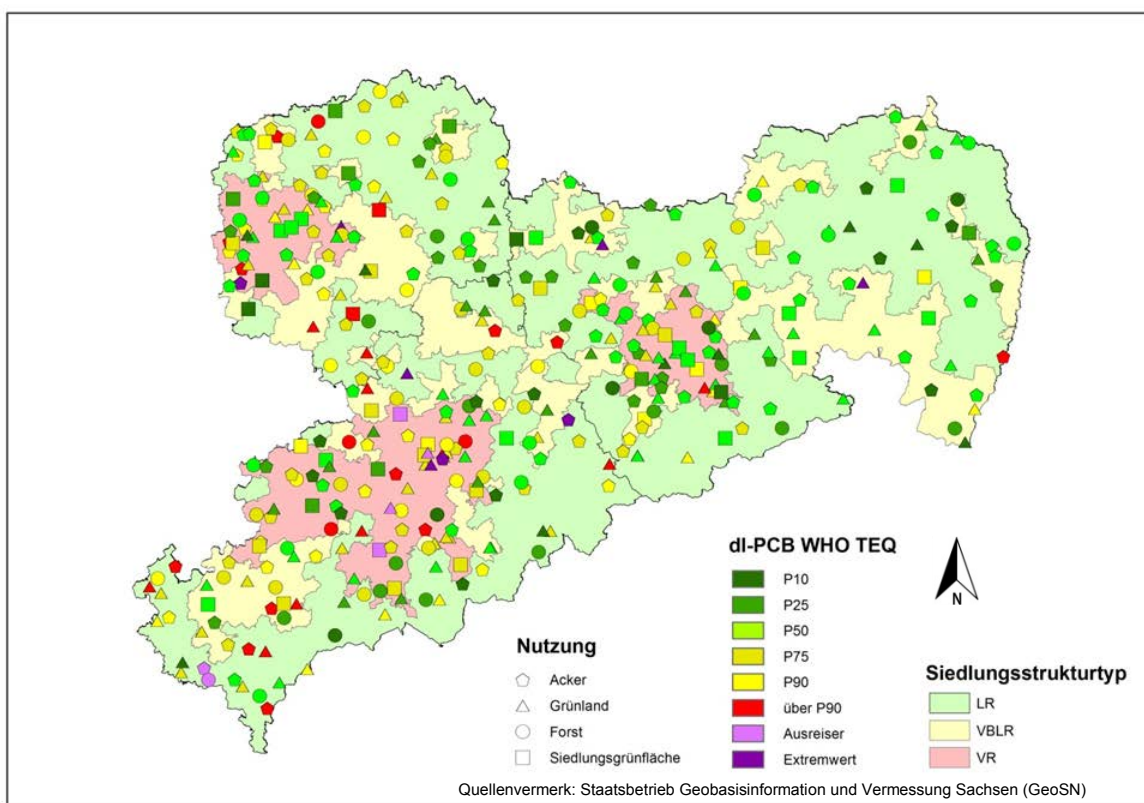 dl-PCB WHO TEQ
P10
P25
P50
P75
P90
über P90
Ausreiser
Extremwert
Nutzung
Acker
Grünland
Forst
Siedlungsgrünfläche
N
Siedlungsstrukturtyp
LR
VBLR
VR
Quellenvermerk: Staatsbetrieb Geobasisinformation und Vermessung Sachsen (GeoSN)